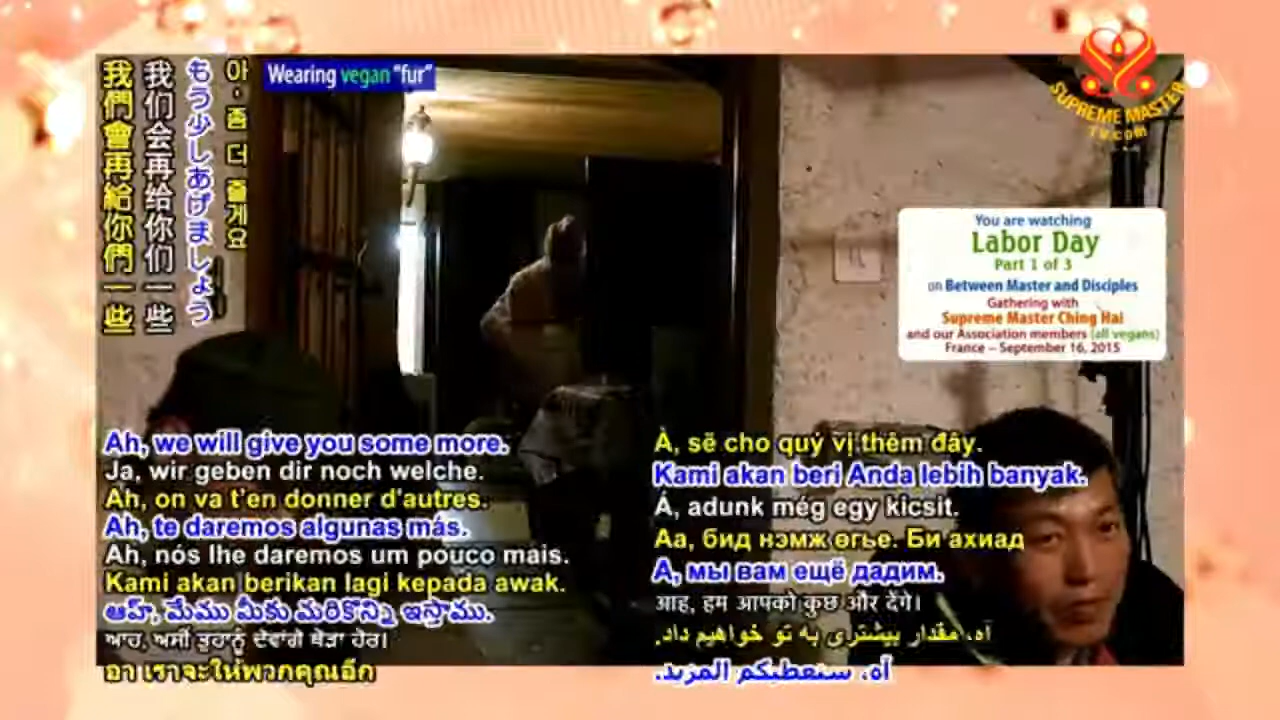 我們會再給你們一些
我们会再给你们一些
もう少しあげましょう
아, 좀 더 줄게요
Wearing vegan “fur”
SUPREME MASTER
TV.COM
You are watching
Labor Day
Part 1 of 3
on Between Master and Disciples
Gathering with
Supreme Master Ching Hai
and our Association members (all vegans)
France – September 16, 2015
Ah, we will give you some more.
Ja, wir geben dir noch welche.
Ah, on va t'en donner d'autres.
Ah, te daremos algunas más.
Ah, nós lhe daremos um pouco mais.
Kami akan berikan lagi kepada awak.
ఆహ్, మేము మీకు మరికొన్ని ఇస్తాము.
ਆਹ, ਅਸੀਂ ਤੁਹਾਨੂੰ ਦੇਵਾਂਗੇ ਥੋੜਾ ਹੋਰ।
อา เราจะให้พวกคุณอีก
À, sẽ cho quý vị thêm đây.
Kami akan beri Anda lebih banyak.
Á, adunk még egy kicsit.
Аа, бид нэмж өгье. Би ахиад
А, мы вам ещё дадим.
आह, हम आपको कुछ और देंगे।
آه، مقدار بیشتری به تو خواهیم داد.
آه، سنعطيكم المزيد.